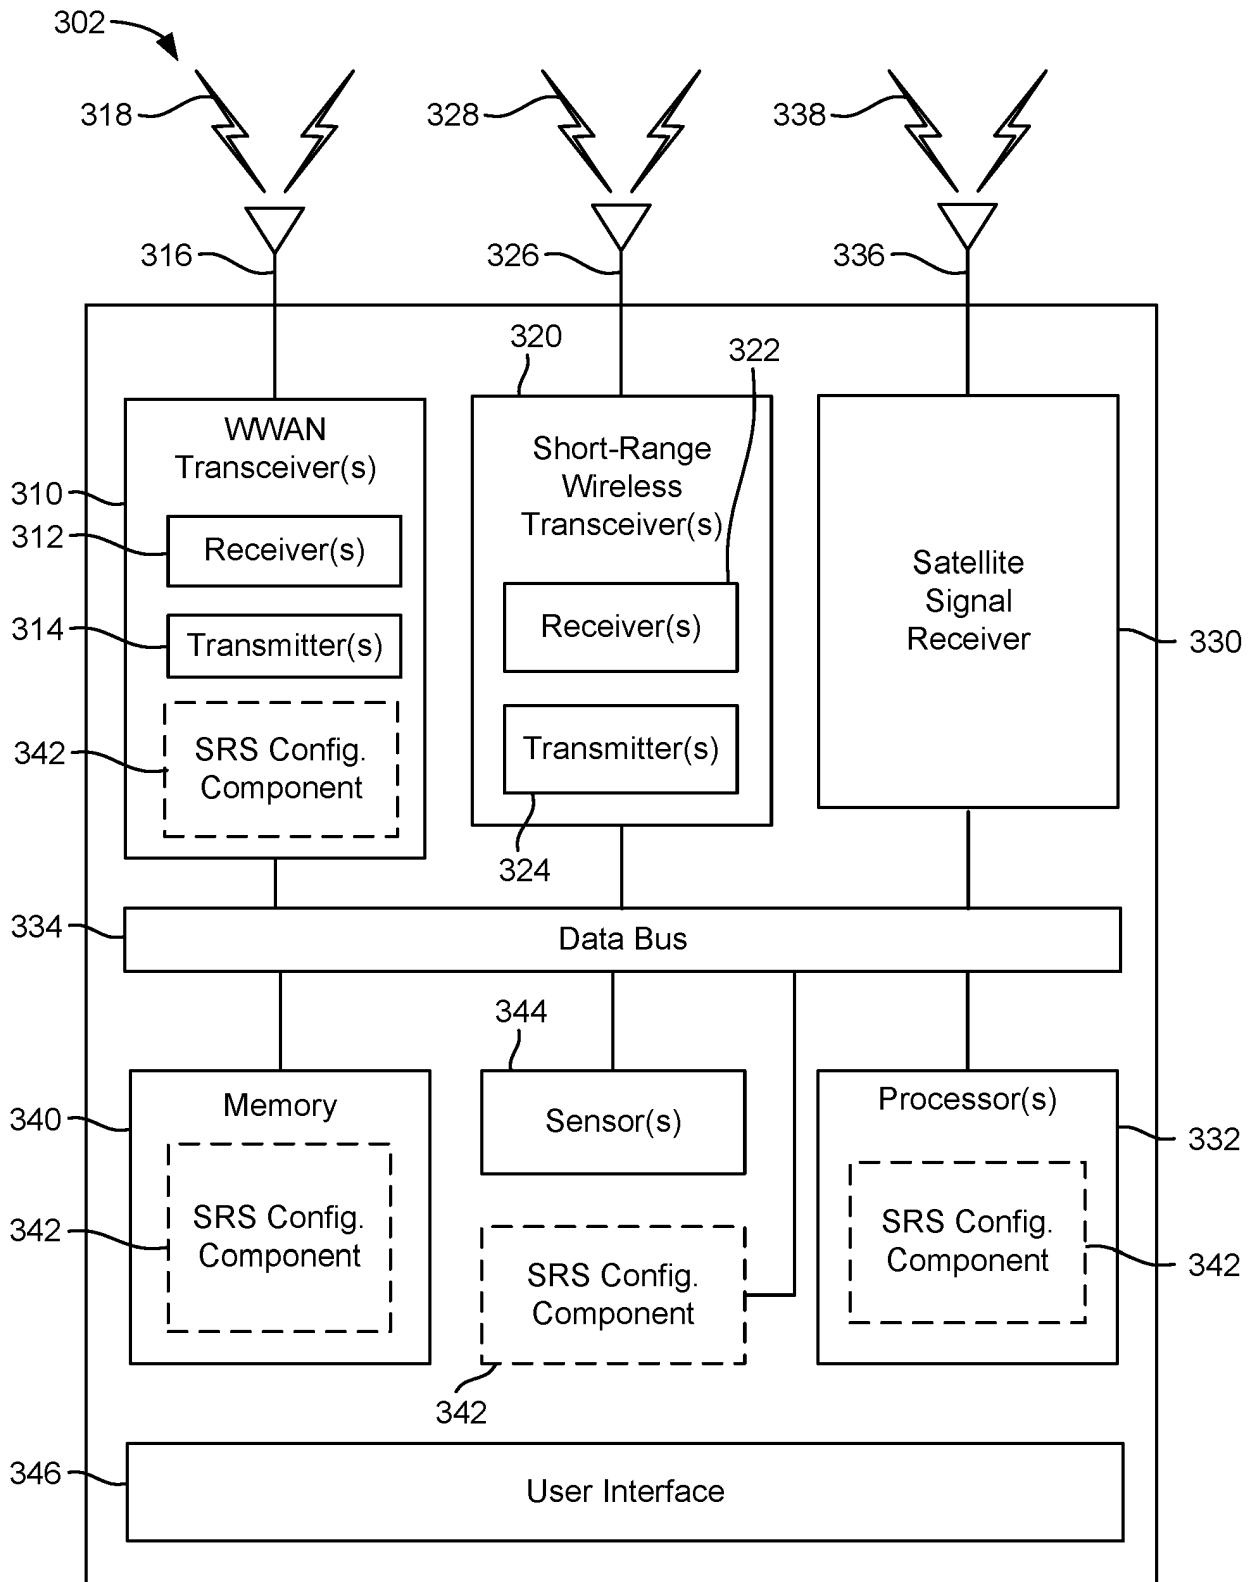 302
318
328
338
316
326
336
320
322
WWAN
Transceiver(s)
310
312
Receiver(s)
314
Transmitter(s)
342
SRS Config.
Component
Short-Range
Wireless
Transceiver(s)
Receiver(s)
Transmitter(s)
324
Satellite
Signal
Receiver
330
334
Data Bus
344
340
Memory
342
SRS Config.
Component
Sensor(s)
SRS Config.
Component
342
Processor(s)
332
SRS Config.
Component
342
346
User Interface